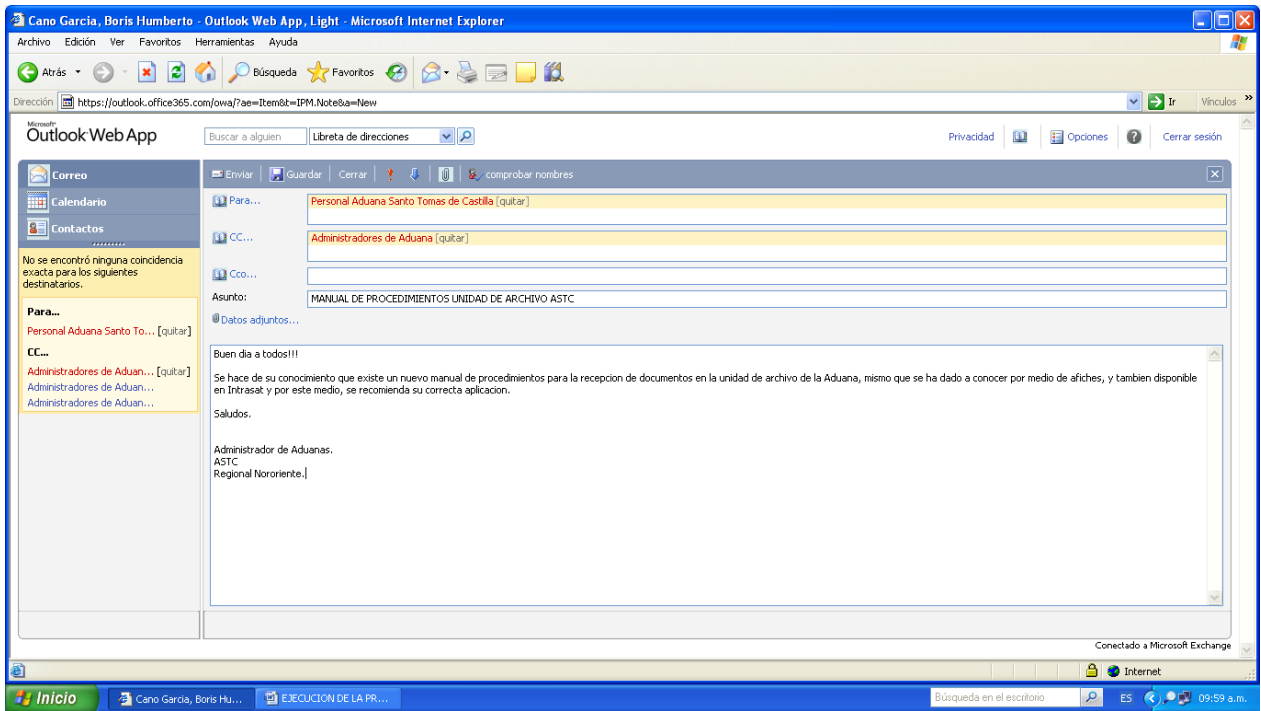 Cano Garcia, Boris Humberto - Outlook Web App, Light - Microsoft Internet Explorer
Archivo Edición Ver Favoritos Herramientas Ayuda
Atrás Búsqueda Favoritos
Dirección https://outlook.office365.com/owa/?ae=Item&t=IPM.Note&a=New Ir Vínculos »
Microsoft
Outlook Web App Buscar a alguien Libreta de direcciones Privacidad Opciones Cerrar sesión
Correo
Calendario
Contactos
No se encontró ninguna coincidencia
exacta para los siguientes
destinatarios.
Para...
Personal Aduana Santo To... [quitar]
CC...
Administradores de Aduan... [quitar]
Administradores de Aduan...
Administradores de Aduan...
Enviar Guardar Cerrar comprobar nombres
Para... Personal Aduana Santo Tomas de Castilla [quitar]
CC... Administradores de Aduana [quitar]
Cco...
Asunto: MANUAL DE PROCEDIMIENTOS UNIDAD DE ARCHIVO ASTC
Datos adjuntos...
Buen dia a todos!!!
Se hace de su conocimiento que existe un nuevo manual de procedimientos para la recepcion de documentos en la unidad de archivo de la Aduana, mismo que se ha dado a conocer por medio de afiches, y tambien disponible
en Intrasat y por este medio, se recomienda su correcta aplicacion.
Saludos.
Administrador de Aduanas.
ASTC
Regional Nororiente.
Conectado a Microsoft Exchange
Internet
Inicio Cano Garcia, Boris Hu... EJECUCION DE LA PR... Búsqueda en el escritorio ES 09:59 a.m.